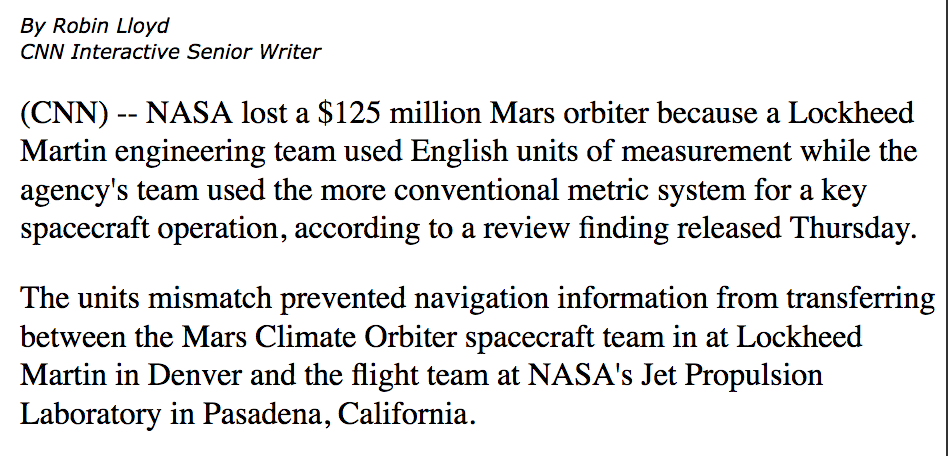 By Robin Lloyd
CNN Interactive Senior Writer
(CNN) -- NASA lost a $125 million Mars orbiter because a Lockheed
Martin engineering team used English units of measurement while the
agency's team used the more conventional metric system for a key
spacecraft operation, according to a review finding released Thursday.
The units mismatch prevented navigation information from transferring
between the Mars Climate Orbiter spacecraft team in at Lockheed
Martin in Denver and the flight team at NASA's Jet Propulsion
Laboratory in Pasadena, California.